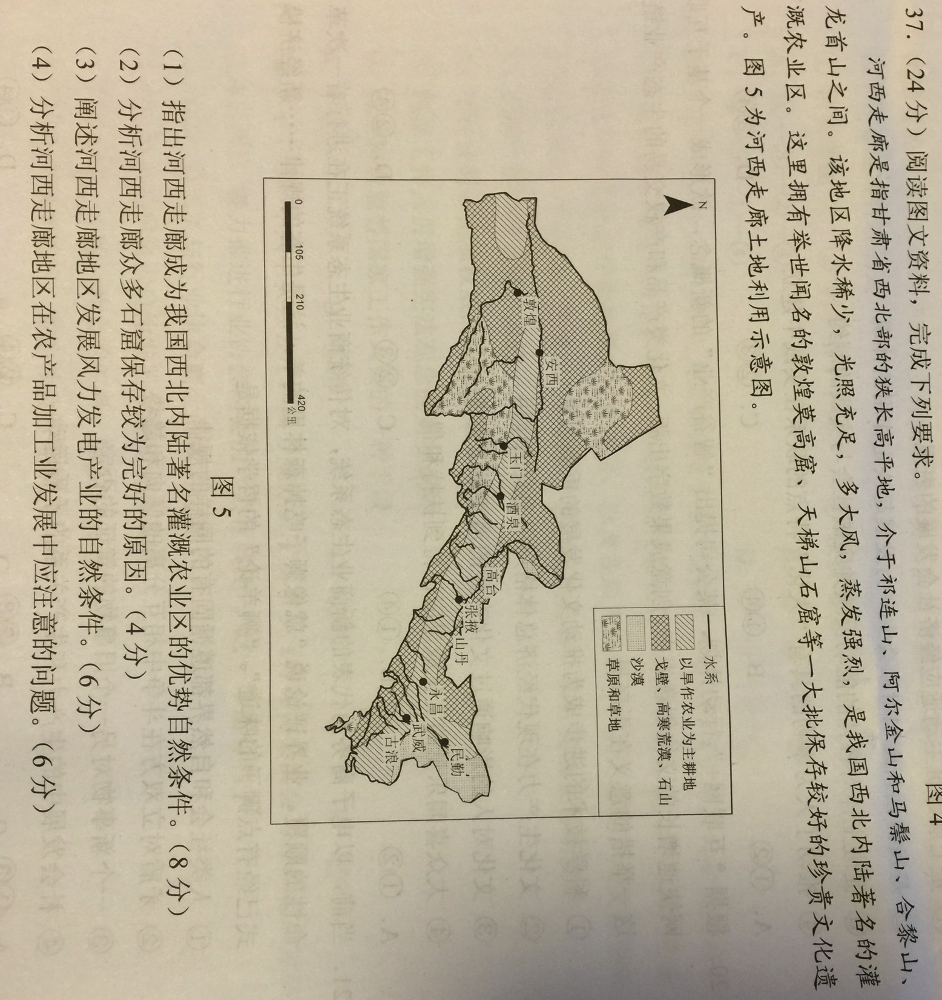 图4
37.（24分）阅读图文资料，完成下列要求。
河西走廊是指甘肃省西北部的狭长高平地，介于祁连山、阿尔金山和马鬃山、合黎山、
龙首山之间。该地区降水稀少，光照充足，多大风，蒸发强烈，是我国西北内陆著名的灌
溉农业区。这里拥有举世闻名的敦煌莫高窟、天梯山石窟等一大批保存较好的珍贵文化遗
产。图5为河西走廊土地利用示意图。
N
水系
以旱作农业为主耕地
戈壁、高寒荒漠、石山
沙漠
草原和草地
敦煌
安西
玉门
酒泉
高台
张掖
山丹
永昌
民勤
武威
古浪
0 105 210 420
公里
图5
（1）指出河西走廊成为我国西北内陆著名灌溉农业区的优势自然条件。（8分）
（2）分析河西走廊众多石窟保存较为完好的原因。（4分）
（3）阐述河西走廊地区发展风力发电产业的自然条件。（6分）
（4）分析河西走廊地区在农产品加工业发展中应注意的问题。（6分）